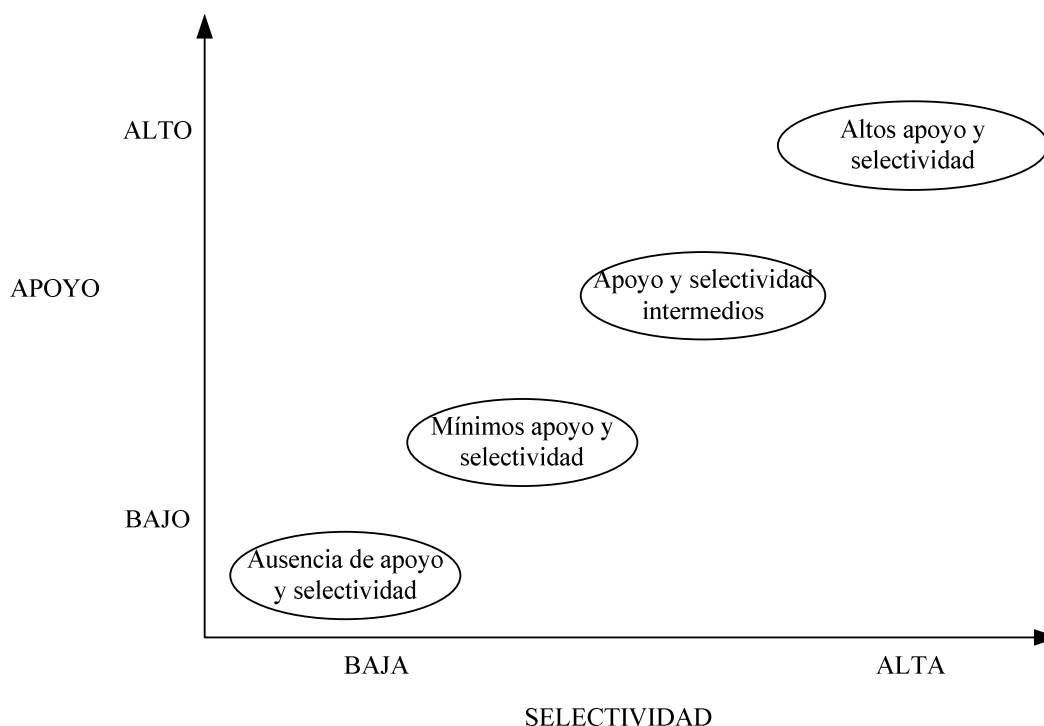 ALTO
Altos apoyo y
selectividad
APOYO
Apoyo y selectividad
intermedios
Mínimos apoyo y
selectividad
BAJO
Ausencia de apoyo
y selectividad
BAJA
ALTA
SELECTIVIDAD